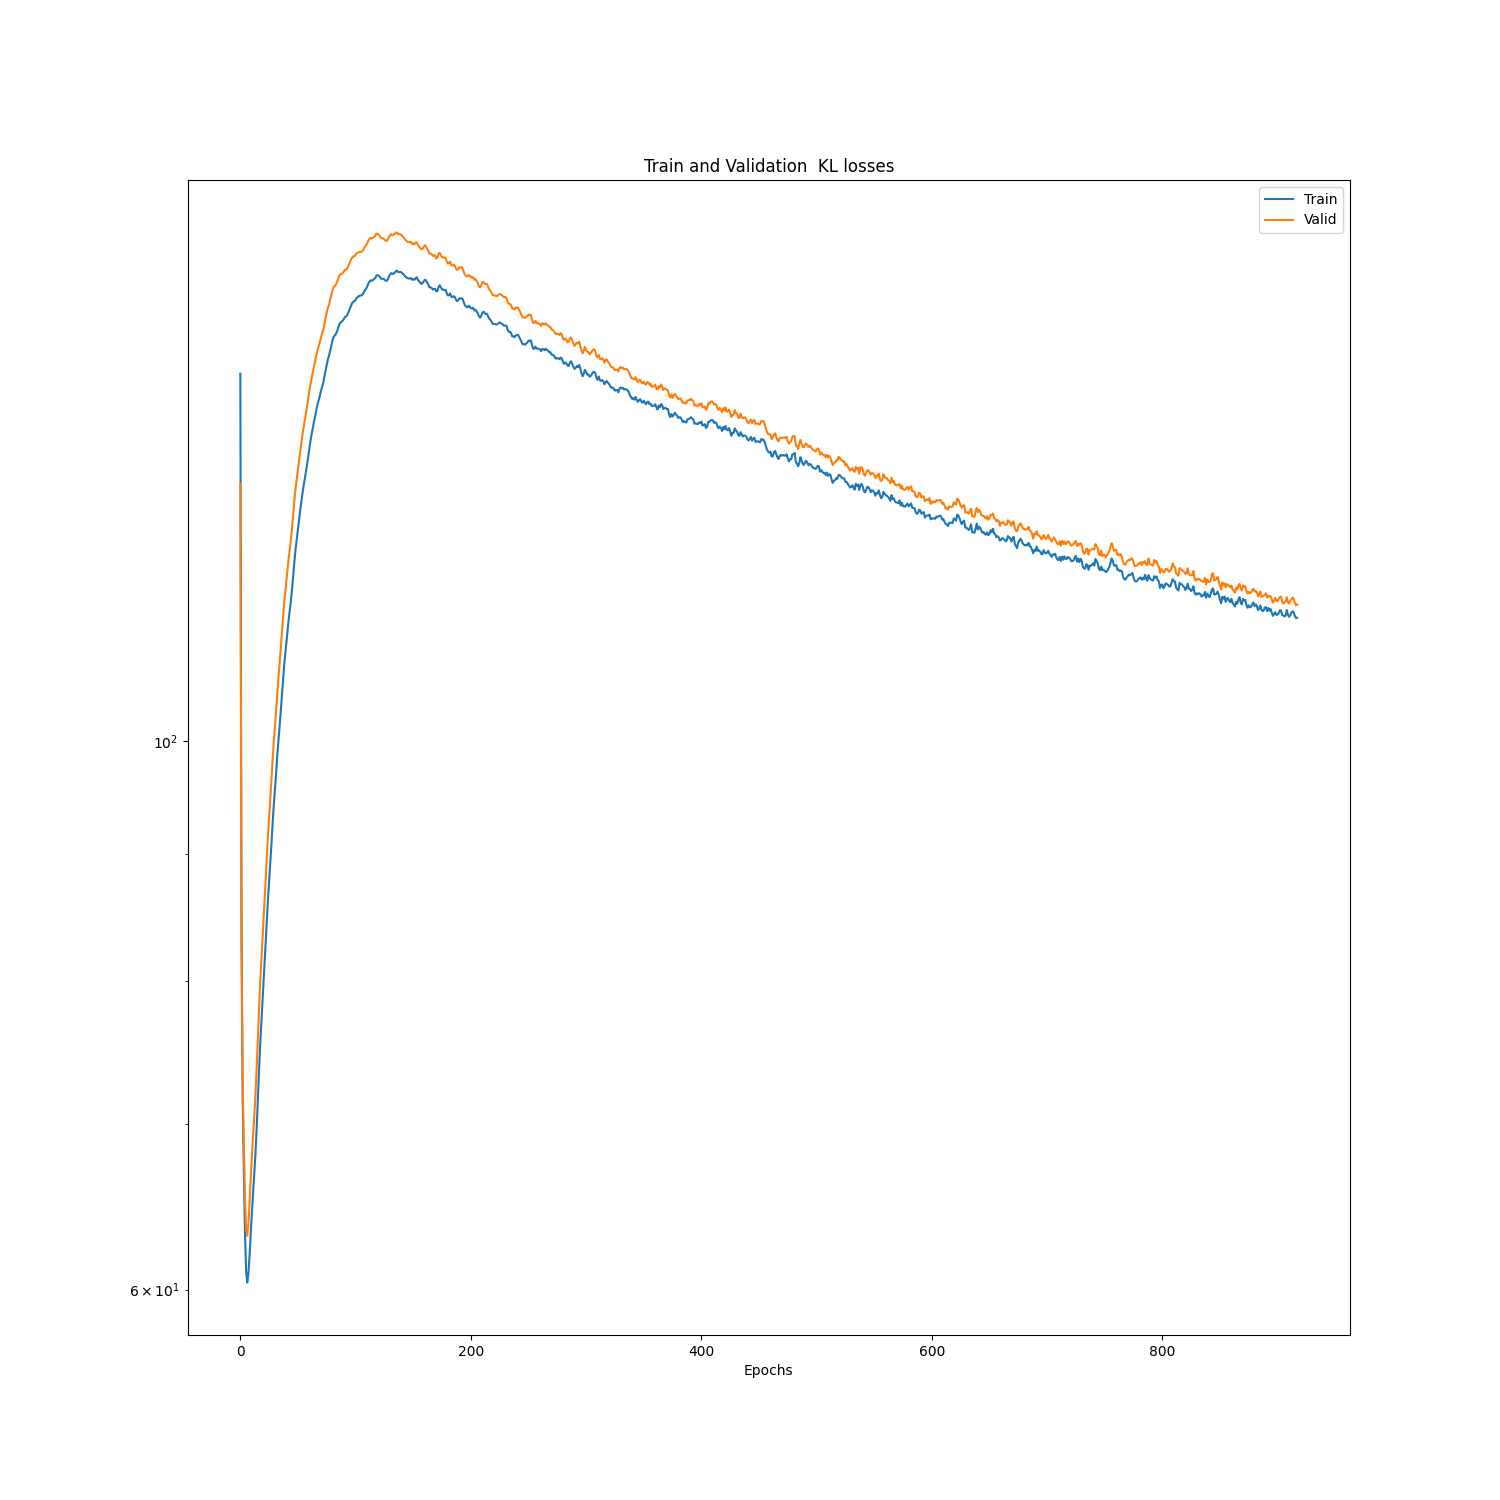 Train and Validation  KL losses
Train
Valid
10²
6 × 10¹
0 200 400 600 800
Epochs